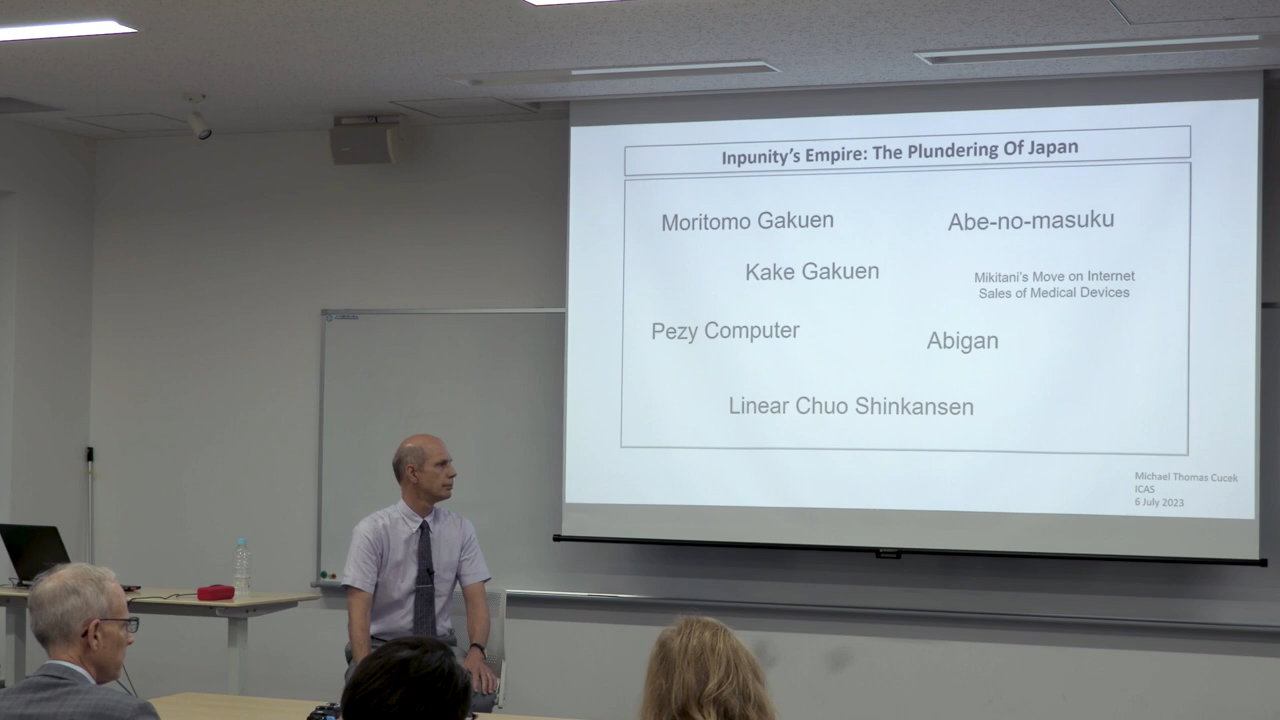 Inpunity's Empire: The Plundering Of Japan
Moritomo Gakuen
Abe-no-masuku
Kake Gakuen
Mikitani's Move on Internet
Sales of Medical Devices
Pezy Computer
Abigan
Linear Chuo Shinkansen
Michael Thomas Cucek
ICAS
6 July 2023